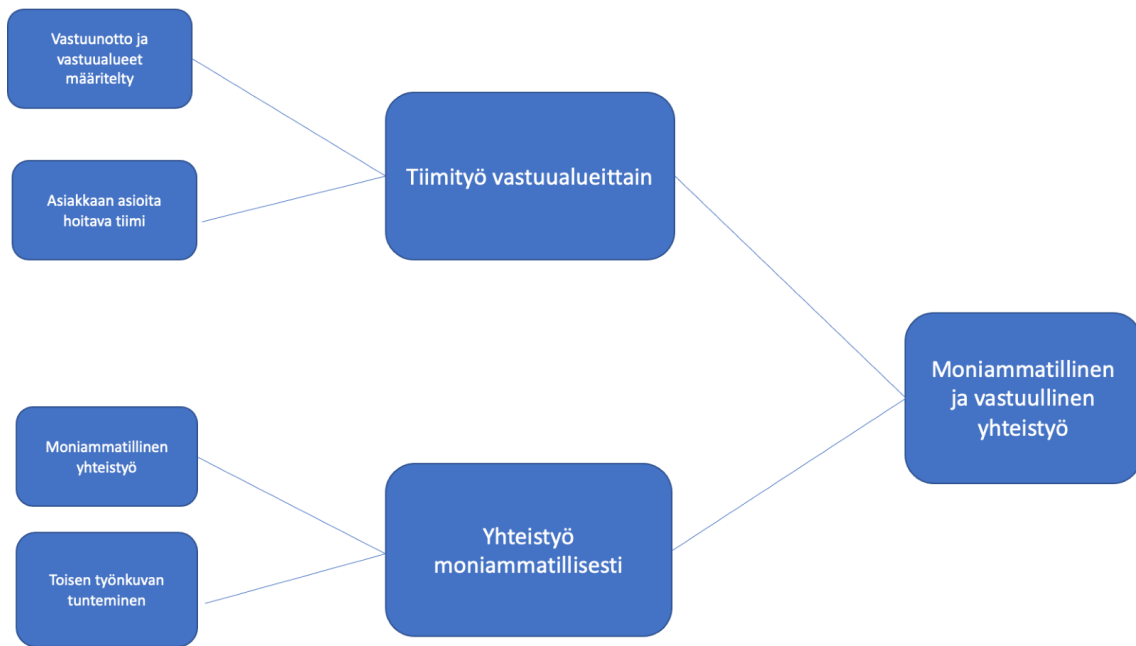 Vastuunotto ja
vastuualueet
määritelty
Asiakkaan asioita
hoitava tiimi
Tiimityö vastuualueittain
Moniammatillinen
yhteistyö
Toisen työnkuvan
tunteminen
Yhteistyö
moniammatillisesti
Moniammatillinen
ja vastuullinen
yhteistyö